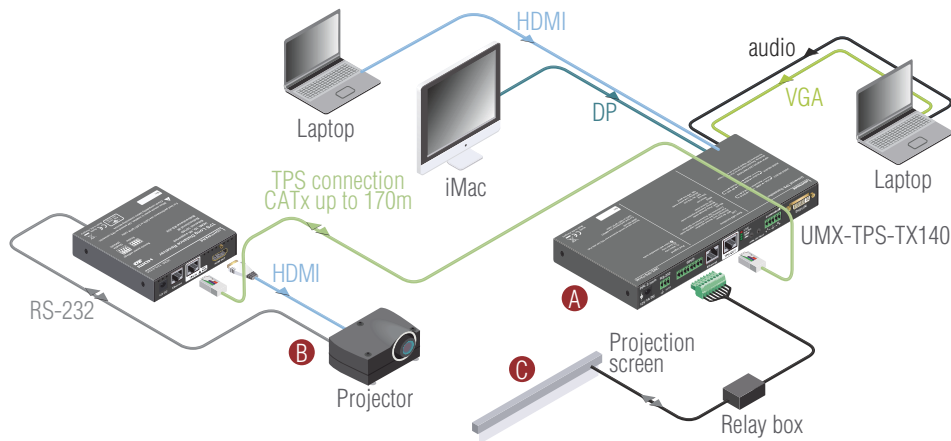 HDMI
audio
VGA
Laptop
DP
iMac
Laptop
TPS connection
CATx up to 170m
UMX-TPS-TX140
HDMI
RS-232
A
B
Projector
C
Projection
screen
Relay box